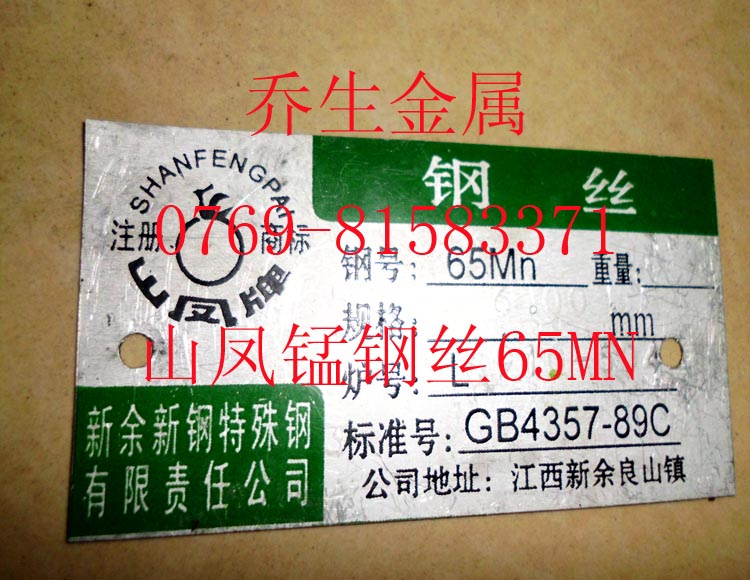 乔生金属
钢 丝
SHANFENGPAI
注册 商标
山凤牌
0769-81583371
钢号: 65Mn 重量:
规格: mm
山凤锰钢丝65MN
炉号: L
标准号: GB4357-89C
公司地址: 江西新余良山镇
新余新钢特殊钢
有限责任公司